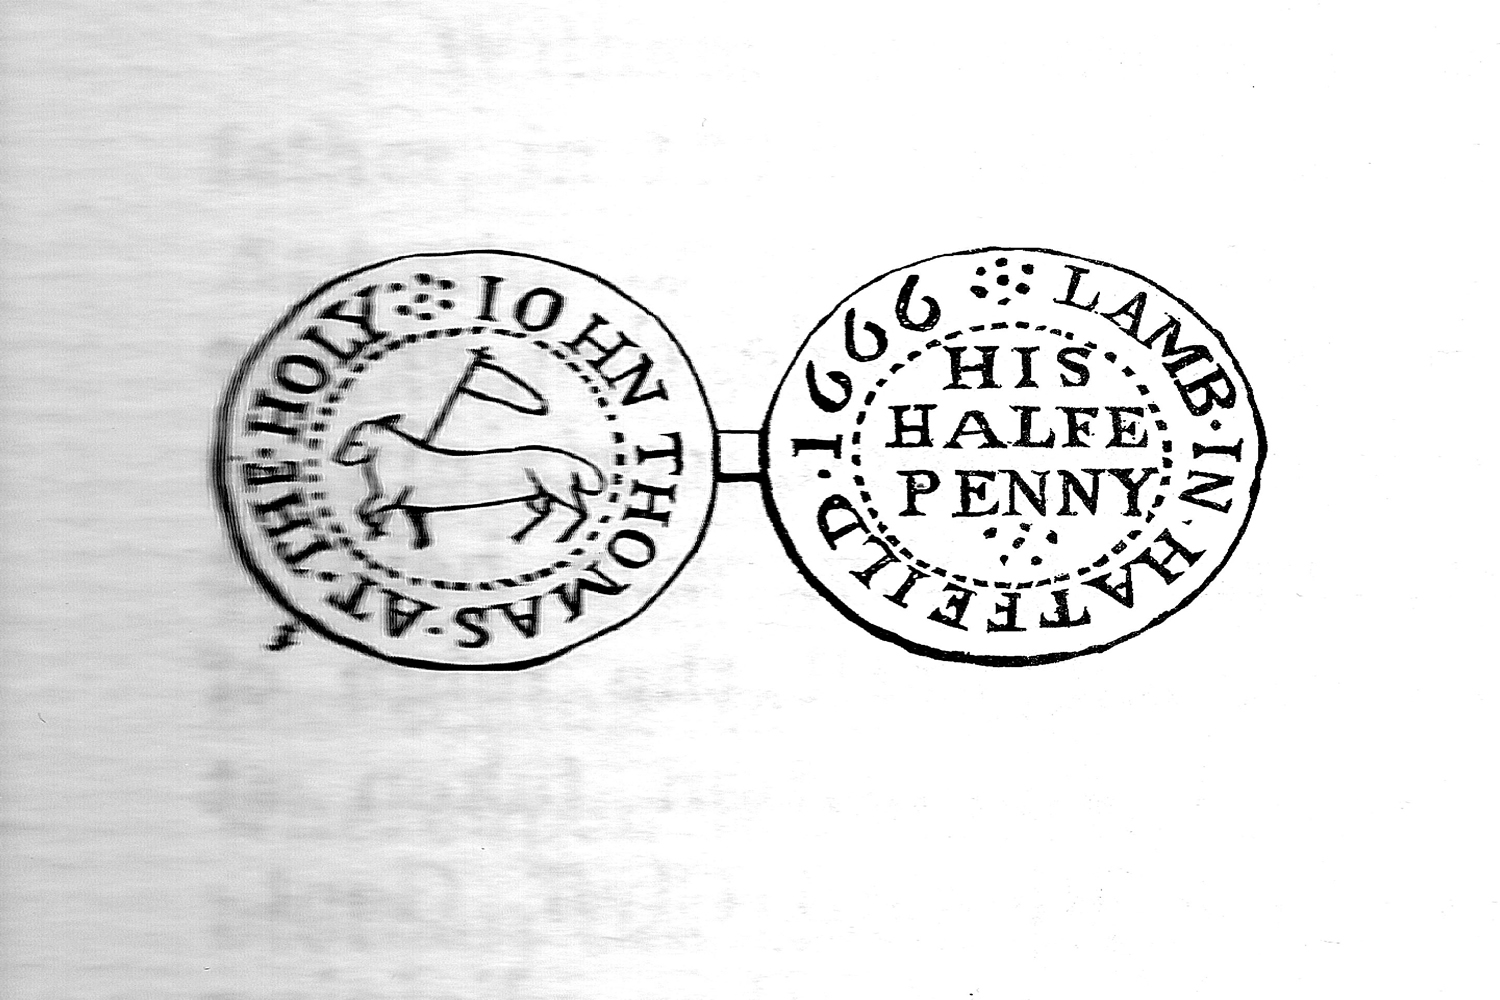 IOHN THOMAS·AT·THE·HOLY
LAMB·IN·HATFEILD·1666
HIS
HALFE
PENNY